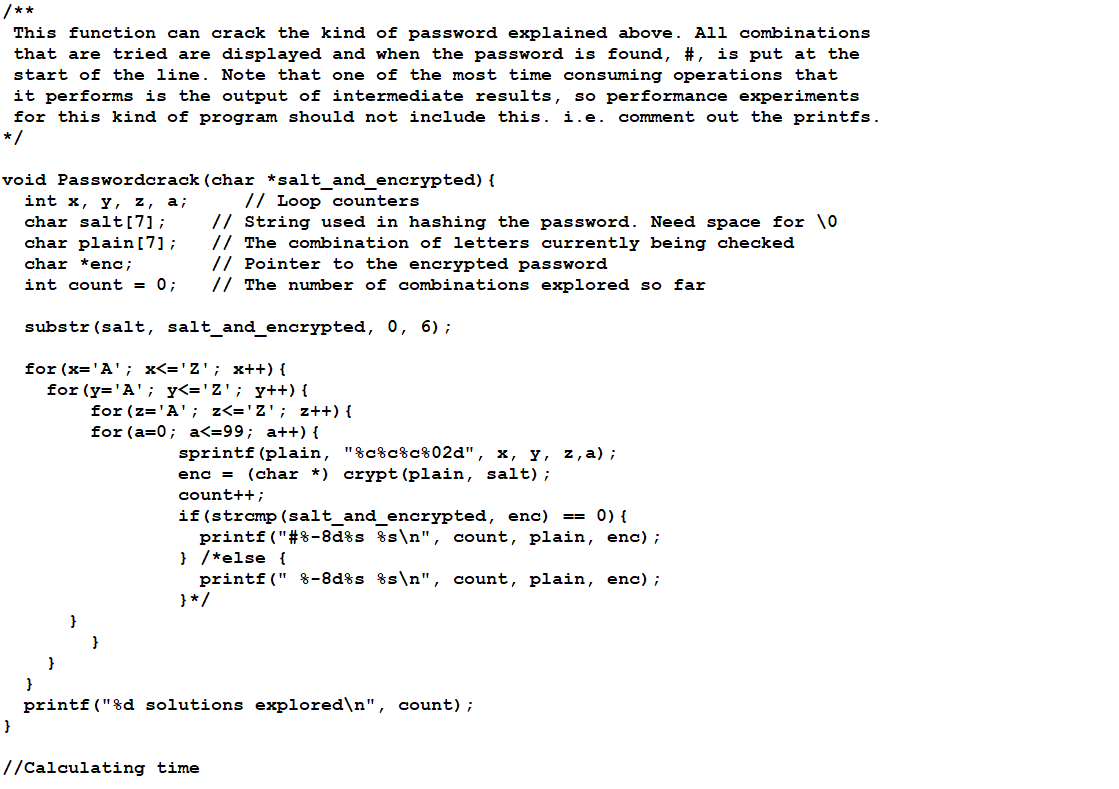 /**
 This function can crack the kind of password explained above. All combinations
 that are tried are displayed and when the password is found, #, is put at the
 start of the line. Note that one of the most time consuming operations that
 it performs is the output of intermediate results, so performance experiments
 for this kind of program should not include this. i.e. comment out the printfs.
*/

void Passwordcrack(char *salt_and_encrypted){
  int x, y, z, a;     // Loop counters
  char salt[7];    // String used in hashing the password. Need space for \0
  char plain[7];   // The combination of letters currently being checked
  char *enc;       // Pointer to the encrypted password
  int count = 0;   // The number of combinations explored so far

  substr(salt, salt_and_encrypted, 0, 6);

  for(x='A'; x<='Z'; x++){
    for(y='A'; y<='Z'; y++){
        for(z='A'; z<='Z'; z++){
        for(a=0; a<=99; a++){
                sprintf(plain, "%c%c%c%02d", x, y, z,a);
                enc = (char *) crypt(plain, salt);
                count++;
                if(strcmp(salt_and_encrypted, enc) == 0){
                  printf("#%-8d%s %s\n", count, plain, enc);
                } /*else {
                  printf(" %-8d%s %s\n", count, plain, enc);
                }*/
      }
        }
    }
  }
  printf("%d solutions explored\n", count);
}

//Calculating time